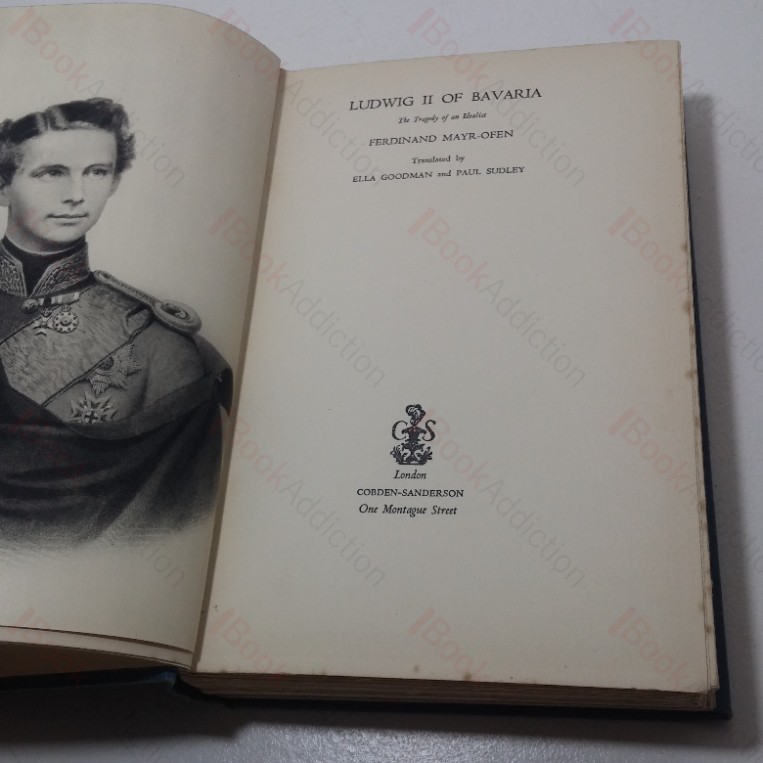 LUDWIG II OF BAVARIA
The Tragedy of an Idealist
FERDINAND MAYR-OFEN
Translated by
ELLA GOODMAN and PAUL SUDLEY
C S
London
COBDEN-SANDERSON
One Montague Street
BookAddiction